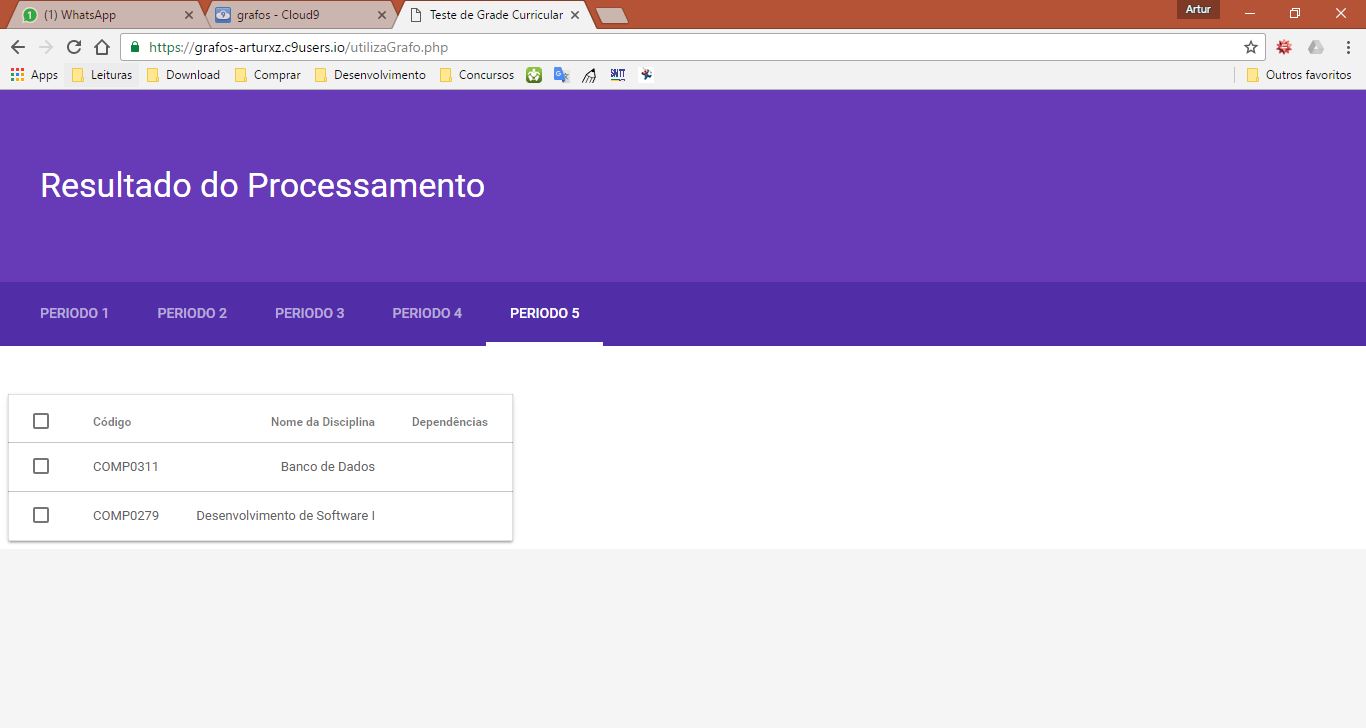 (1) WhatsApp grafos - Cloud9 Teste de Grade Curricular Artur
https://grafos-arturxz.c9users.io/utilizaGrafo.php
Apps Leituras Download Comprar Desenvolvimento Concursos Outros favoritos
Resultado do Processamento
PERIODO 1 PERIODO 2 PERIODO 3 PERIODO 4 PERIODO 5
Código Nome da Disciplina Dependências
COMP0311 Banco de Dados
COMP0279 Desenvolvimento de Software I